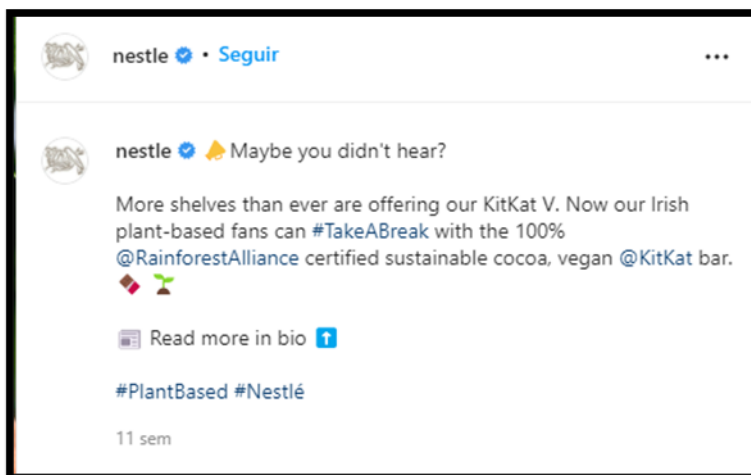 nestle • Seguir
nestle 📣Maybe you didn't hear?
More shelves than ever are offering our KitKat V. Now our Irish
plant-based fans can #TakeABreak with the 100%
@RainforestAlliance certified sustainable cocoa, vegan @KitKat bar.
🍫 🌱
📰 Read more in bio ⬆️
#PlantBased #Nestlé
11 sem